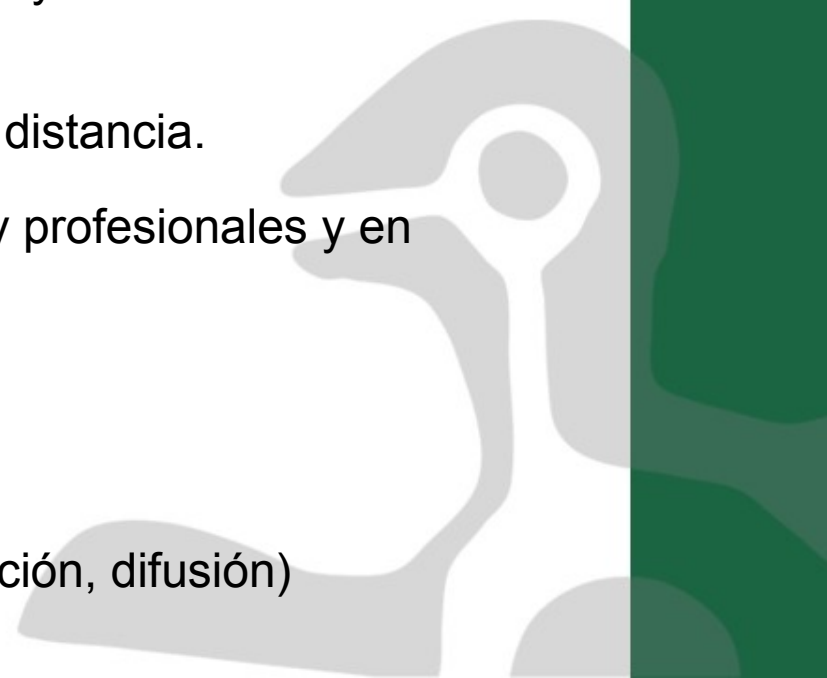 y
distancia.
y profesionales y en
ción, difusión)